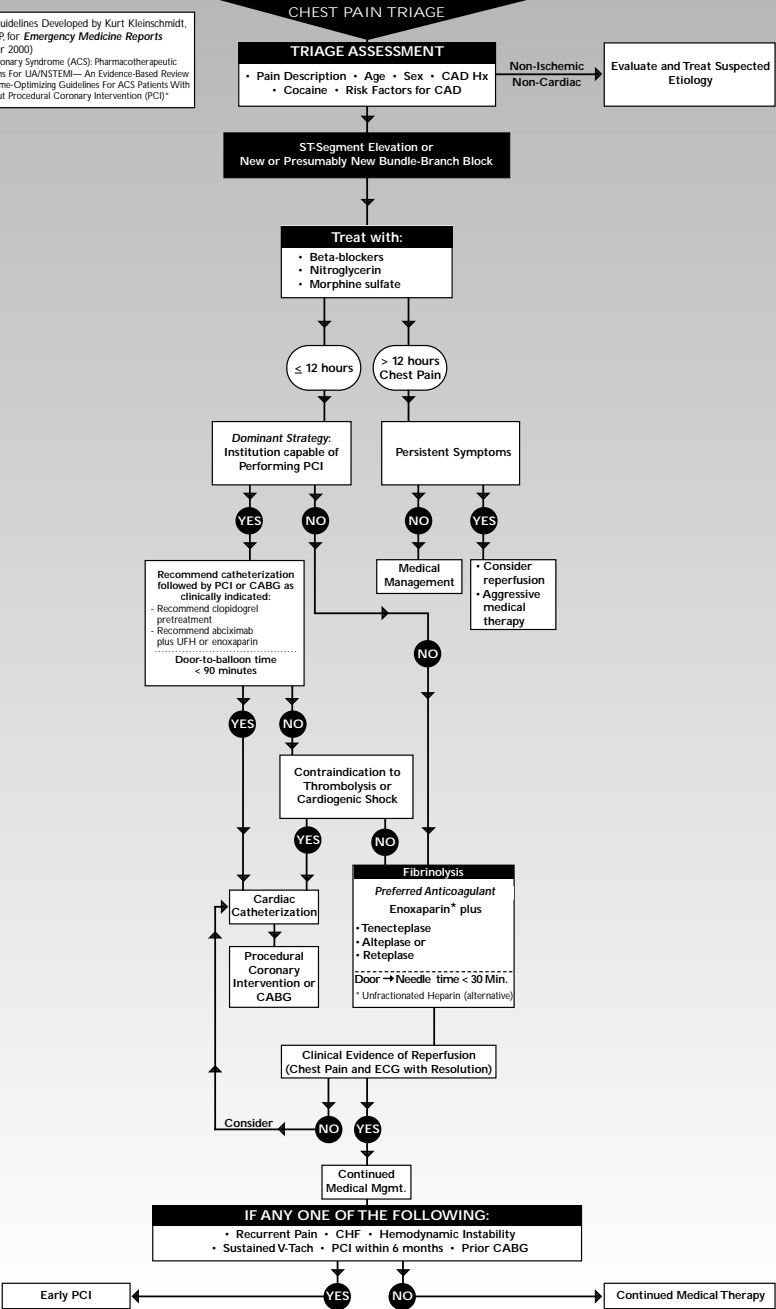 CHEST PAIN TRIAGE
uidelines Developed by Kurt Kleinschmidt,
P, for Emergency Medicine Reports
r 2000)
onary Syndrome (ACS): Pharmacotherapeutic
ns For UA/NSTEMI— An Evidence-Based Review
me-Optimizing Guidelines For ACS Patients With
ut Procedural Coronary Intervention (PCI)"
TRIAGE ASSESSMENT
• Pain Description • Age • Sex • CAD Hx
• Cocaine • Risk Factors for CAD
Non-Ischemic
Non-Cardiac
Evaluate and Treat Suspected
Etiology
ST-Segment Elevation or
New or Presumably New Bundle-Branch Block
Treat with:
• Beta-blockers
• Nitroglycerin
• Morphine sulfate
≤ 12 hours
> 12 hours
Chest Pain
Dominant Strategy:
Institution capable of
Performing PCI
Persistent Symptoms
YES
NO
NO
YES
Recommend catheterization
followed by PCI or CABG as
clinically indicated:
- Recommend clopidogrel
pretreatment
- Recommend abciximab
plus UFH or enoxaparin
Door-to-balloon time
< 90 minutes
Medical
Management
• Consider
reperfusion
• Aggressive
medical
therapy
NO
YES
NO
Contraindication to
Thrombolysis or
Cardiogenic Shock
YES
NO
Cardiac
Catheterization
Procedural
Coronary
Intervention or
CABG
Fibrinolysis
Preferred Anticoagulant
Enoxaparin* plus
• Tenecteplase
• Alteplase or
• Reteplase
Door → Needle time < 30 Min.
* Unfractionated Heparin (alternative)
Clinical Evidence of Reperfusion
(Chest Pain and ECG with Resolution)
Consider
NO
YES
Continued
Medical Mgmt.
IF ANY ONE OF THE FOLLOWING:
• Recurrent Pain • CHF • Hemodynamic Instability
• Sustained V-Tach • PCI within 6 months • Prior CABG
Early PCI
YES
NO
Continued Medical Therapy